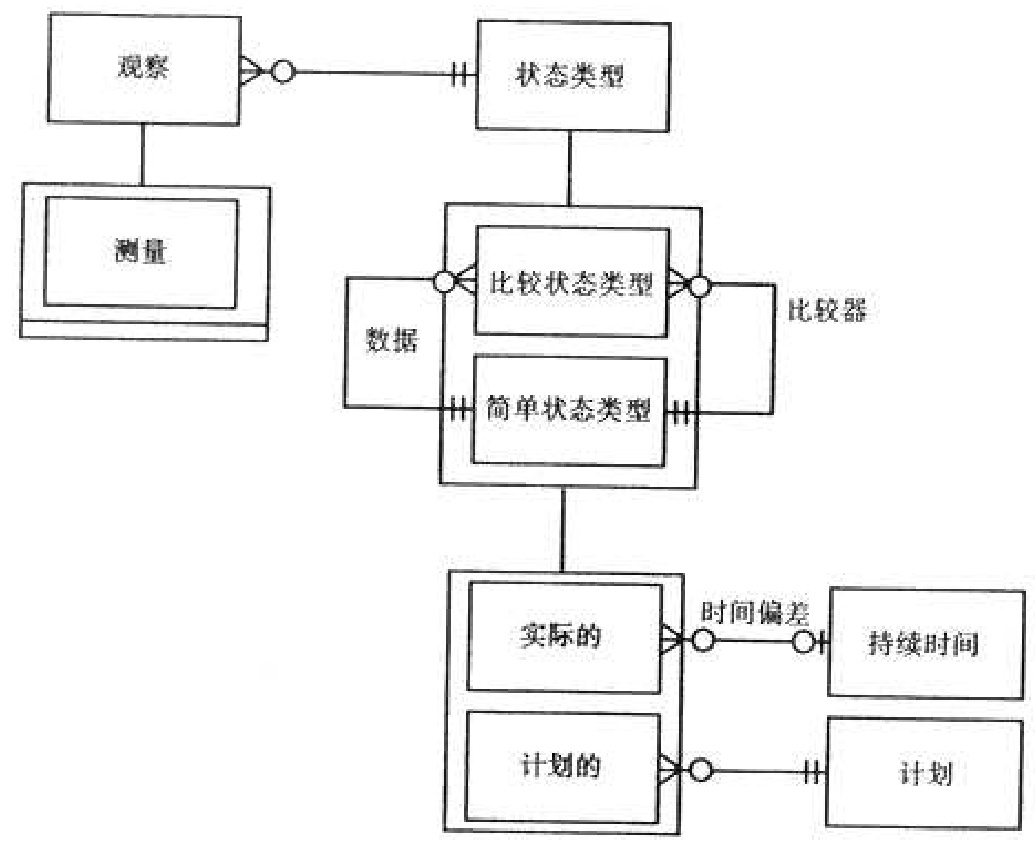 观察
状态类型
测量
比较状态类型
比较器
数据
简单状态类型
时间偏差
实际的
持续时间
计划的
计划